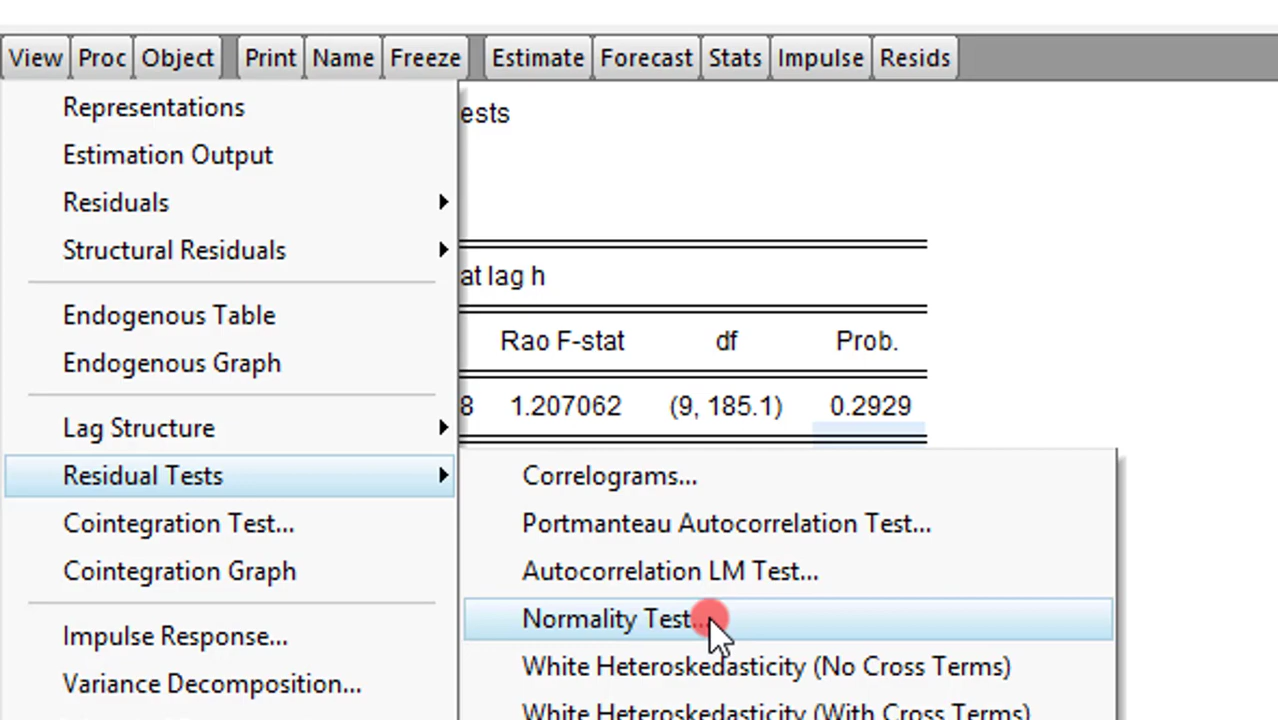 View Proc Object Print Name Freeze Estimate Forecast Stats Impulse Resids
Representations
ests
Estimation Output
Residuals
Structural Residuals
at lag h
Endogenous Table
Rao F-stat df Prob.
Endogenous Graph
8 1.207062 (9, 185.1) 0.2929
Lag Structure
Residual Tests
Correlograms...
Cointegration Test...
Portmanteau Autocorrelation Test...
Cointegration Graph
Autocorrelation LM Test...
Normality Test...
Impulse Response...
White Heteroskedasticity (No Cross Terms)
Variance Decomposition...
White Heteroskedasticity (With Cross Terms)